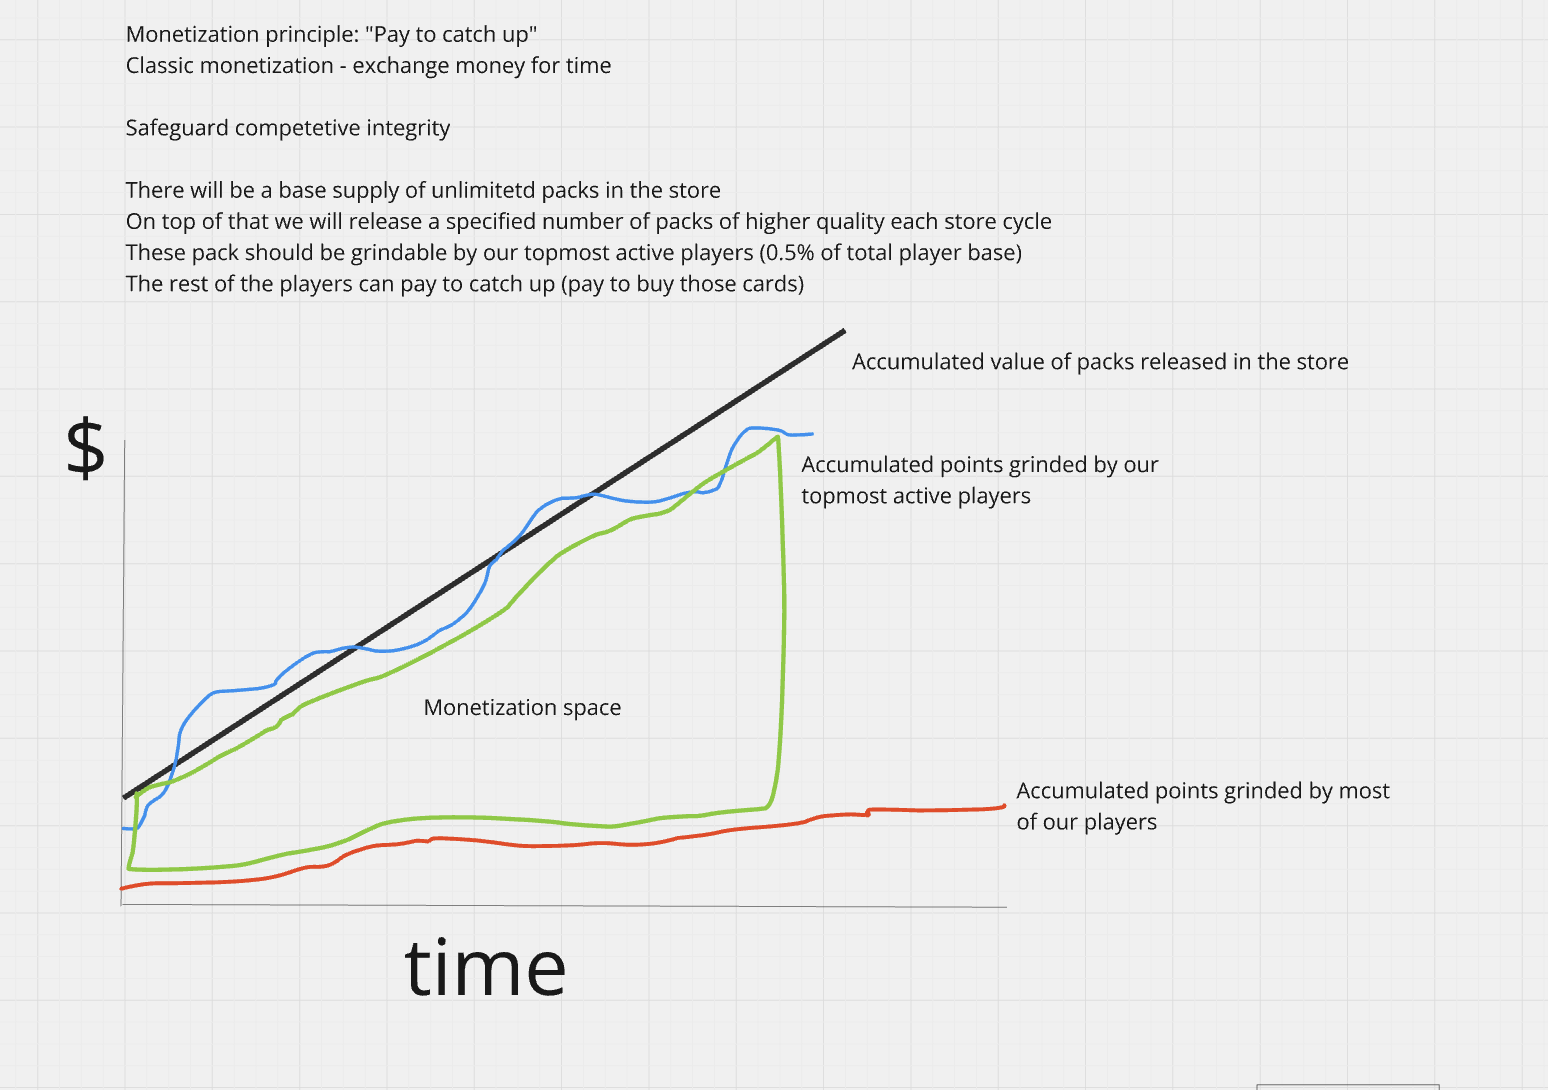 Monetization principle: "Pay to catch up"
Classic monetization - exchange money for time
Safeguard competetive integrity
There will be a base supply of unlimitetd packs in the store
On top of that we will release a specified number of packs of higher quality each store cycle
These pack should be grindable by our topmost active players (0.5% of total player base)
The rest of the players can pay to catch up (pay to buy those cards)
Accumulated value of packs released in the store
$
Accumulated points grinded by our
topmost active players
Monetization space
Accumulated points grinded by most
of our players
time